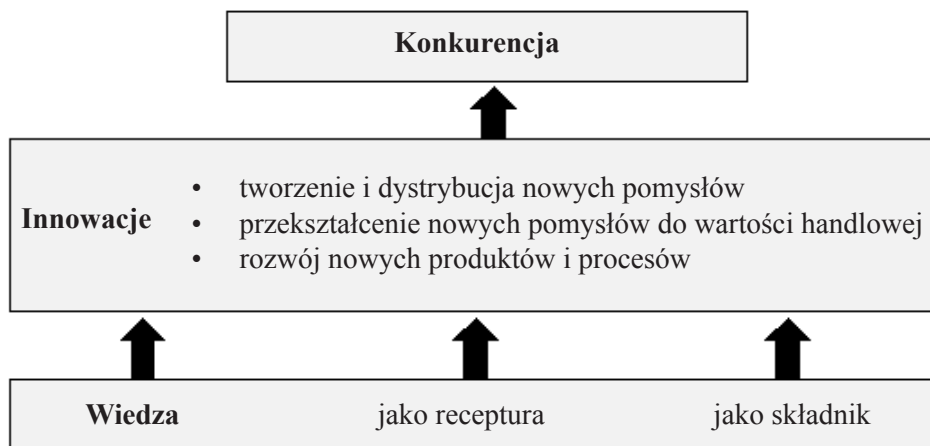 Konkurencja
Innowacje
• tworzenie i dystrybucja nowych pomysłów
• przekształcenie nowych pomysłów do wartości handlowej
• rozwój nowych produktów i procesów
Wiedza jako receptura jako składnik